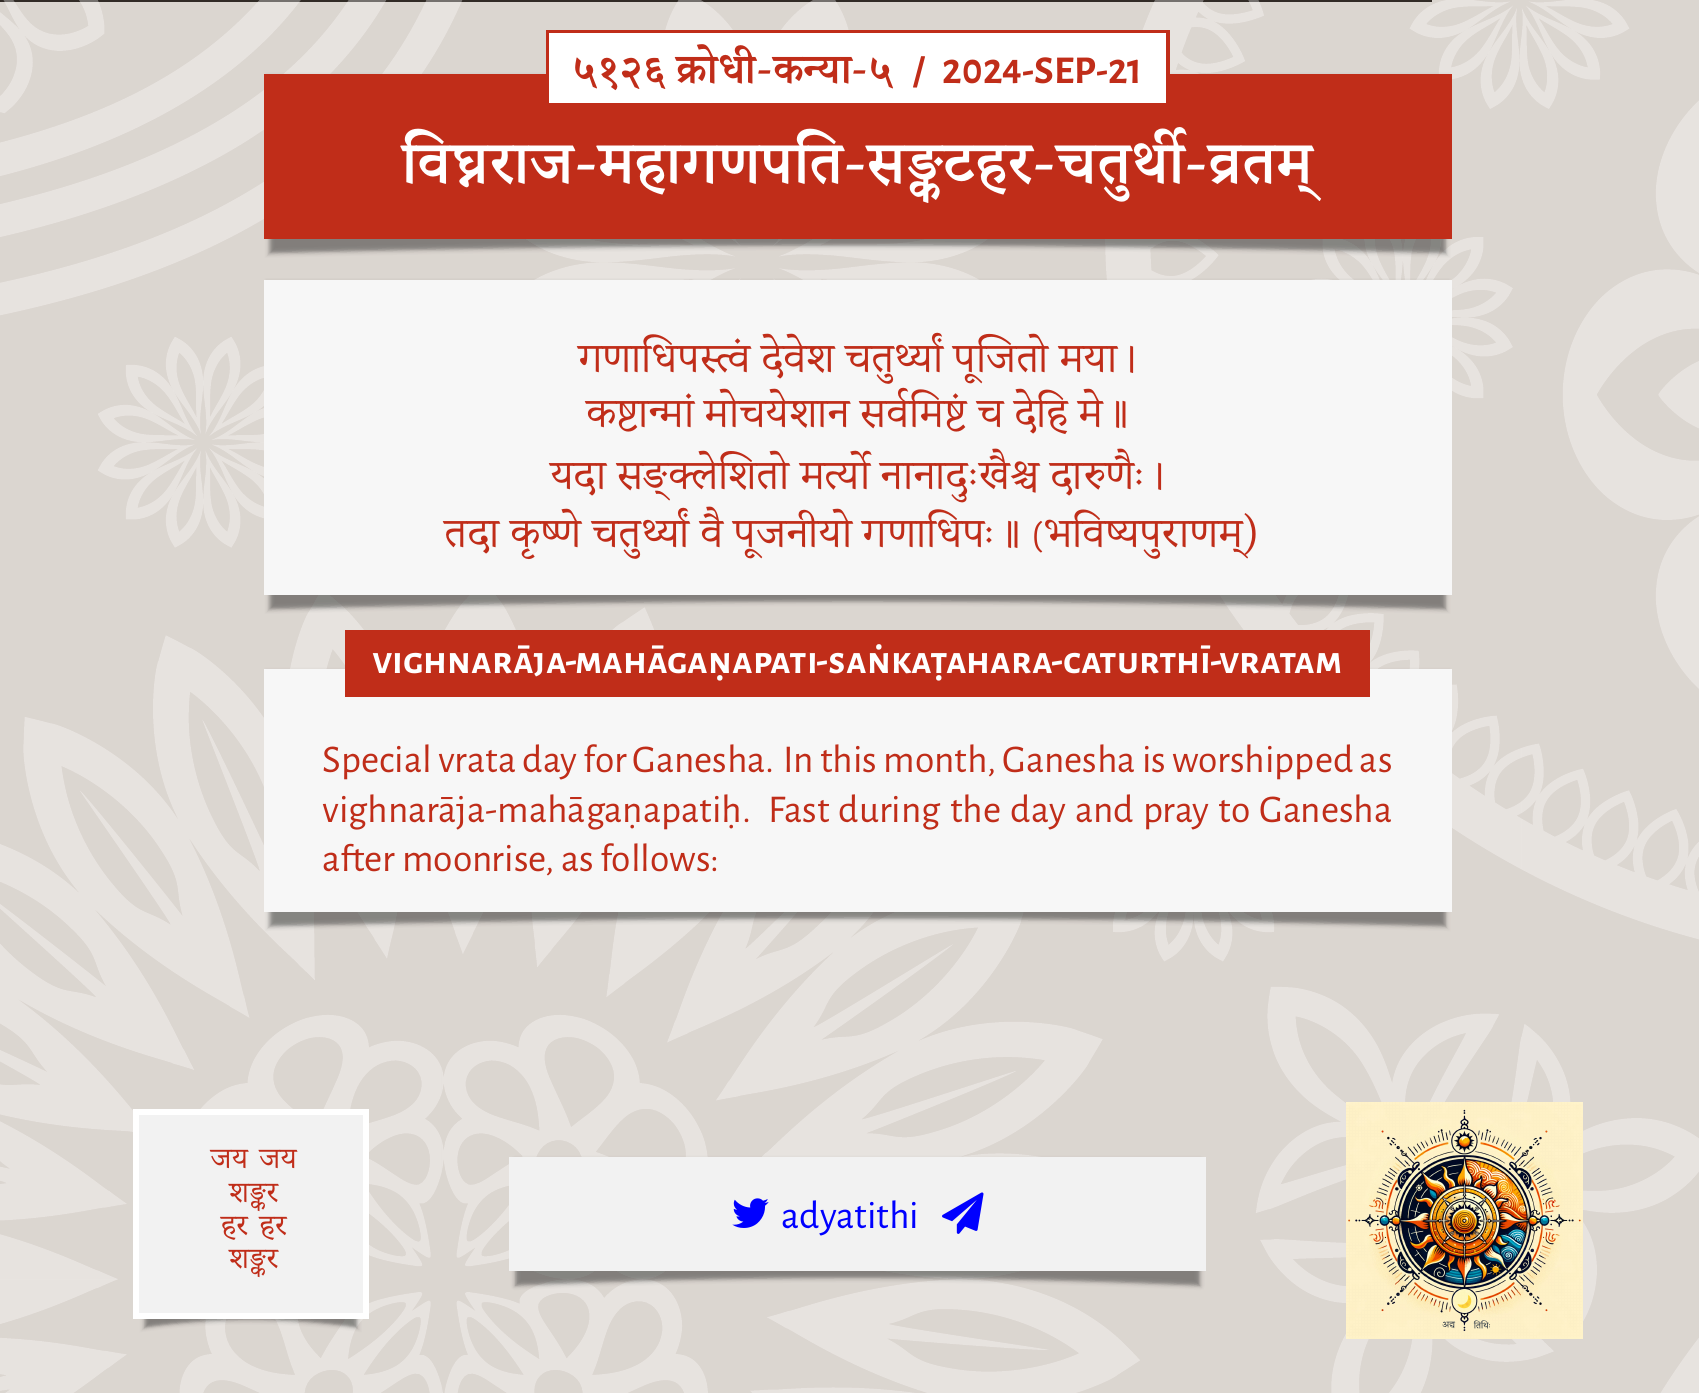 ५१२६ क्रोधी-कन्या-५ / 2024-SEP-21
विघ्नराज-महागणपति-सङ्कटहर-चतुर्थी-व्रतम्
गणाधिपस्त्वं देवेश चतुर्थ्यां पूजितो मया।
कष्टान्मां मोचयेशान सर्वमिष्टं च देहि मे॥
यदा सङ्क्लेशितो मर्त्यो नानादुःखैश्च दारुणैः।
तदा कृष्णे चतुर्थ्यां वै पूजनीयो गणाधिपः॥ (भविष्यपुराणम्)
VIGHNARĀJA-MAHĀGAṆAPATI-SAṄKAṬAHARA-CATURTHĪ-VRATAM
Special vrata day for Ganesha. In this month, Ganesha is worshipped as
vighnarāja-mahāgaṇapatiḥ. Fast during the day and pray to Ganesha
after moonrise, as follows:
जय जय
शङ्कर
हर हर
शङ्कर
adyatithi
अद्य तिथिः